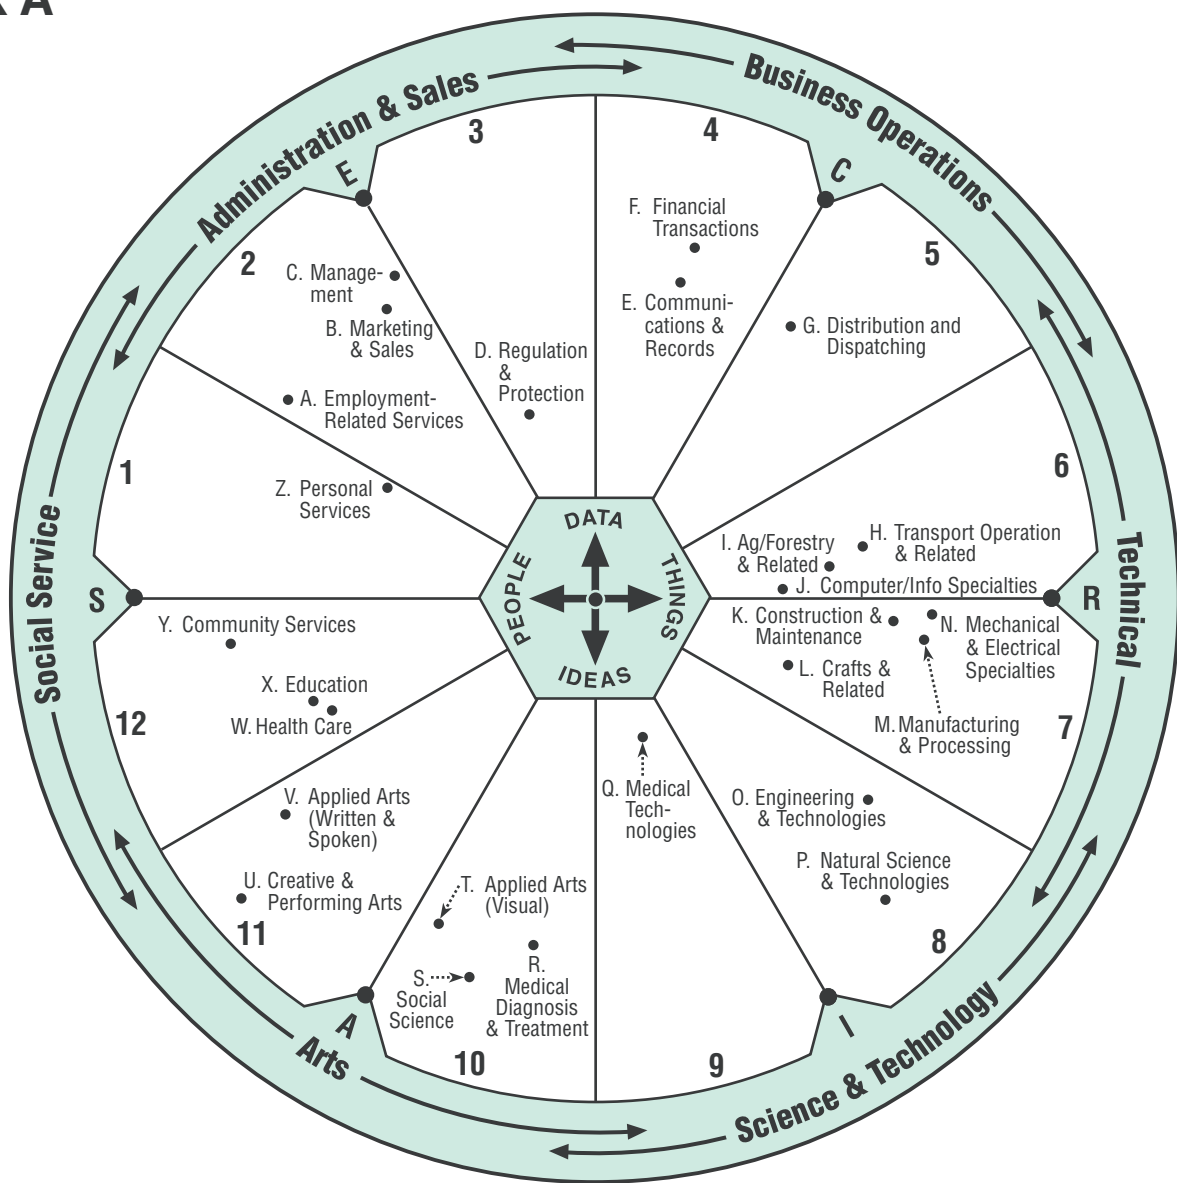 A
Administration & Sales
Business Operations
3
4
E
C
F. Financial
Transactions
2
5
C. Manage-
ment
E. Communi-
cations &
Records
B. Marketing
& Sales
G. Distribution and
Dispatching
D. Regulation
&
Protection
A. Employment-
Related Services
1
6
Z. Personal
Services
DATA
PEOPLE
THINGS
IDEAS
H. Transport Operation
& Related
I. Ag/Forestry
& Related
J. Computer/Info Specialties
Social Service
S
R
Technical
Y. Community Services
K. Construction &
Maintenance
N. Mechanical
& Electrical
Specialties
L. Crafts &
Related
X. Education
W. Health Care
12
M. Manufacturing
& Processing
7
Q. Medical
Tech-
nologies
O. Engineering
& Technologies
V. Applied Arts
(Written &
Spoken)
P. Natural Science
& Technologies
U. Creative &
Performing Arts
T. Applied Arts
(Visual)
11
8
R.
Medical
Diagnosis
& Treatment
S.
Social
Science
A
I
10
9
Arts
Science & Technology